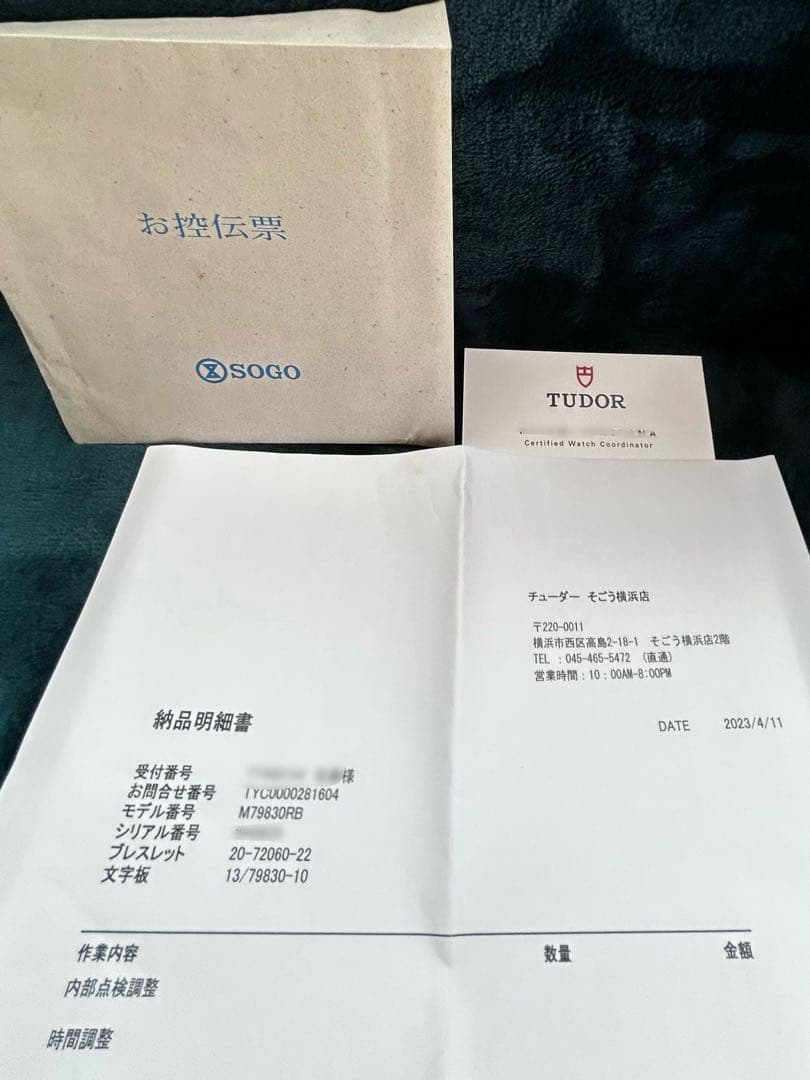 お控伝票
SOGO
TUDOR
Certified Watch Coordinator
チューダー そごう横浜店
〒220-0011
横浜市西区高島2-18-1 そごう横浜店2階
TEL :045-465-5472 (直通)
営業時間:10:00AM-8:00PM
DATE 2023/4/11
納品明細書
受付番号 様
お問合せ番号 TYC0000281604
モデル番号 M79830RB
シリアル番号
ブレスレット 20-72060-22
文字板 13/79830-10
作業内容 数量 金額
内部点検調整
時間調整